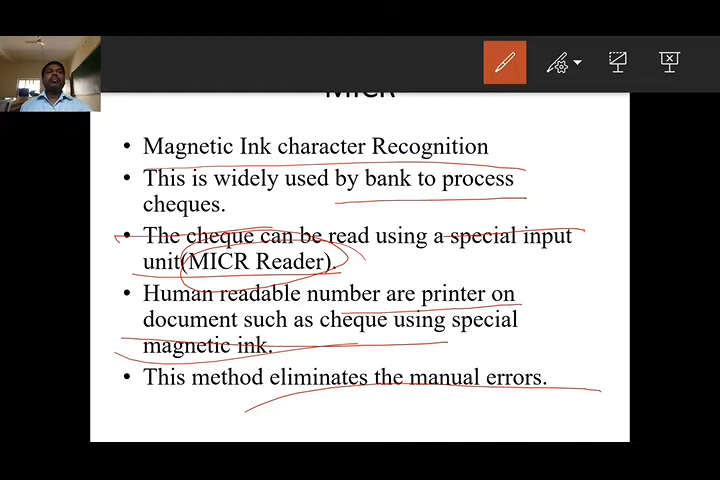 MICR
• Magnetic Ink character Recognition
• This is widely used by bank to process
cheques.
• The cheque can be read using a special input
unit(MICR Reader).
• Human readable number are printer on
document such as cheque using special
magnetic ink.
• This method eliminates the manual errors.